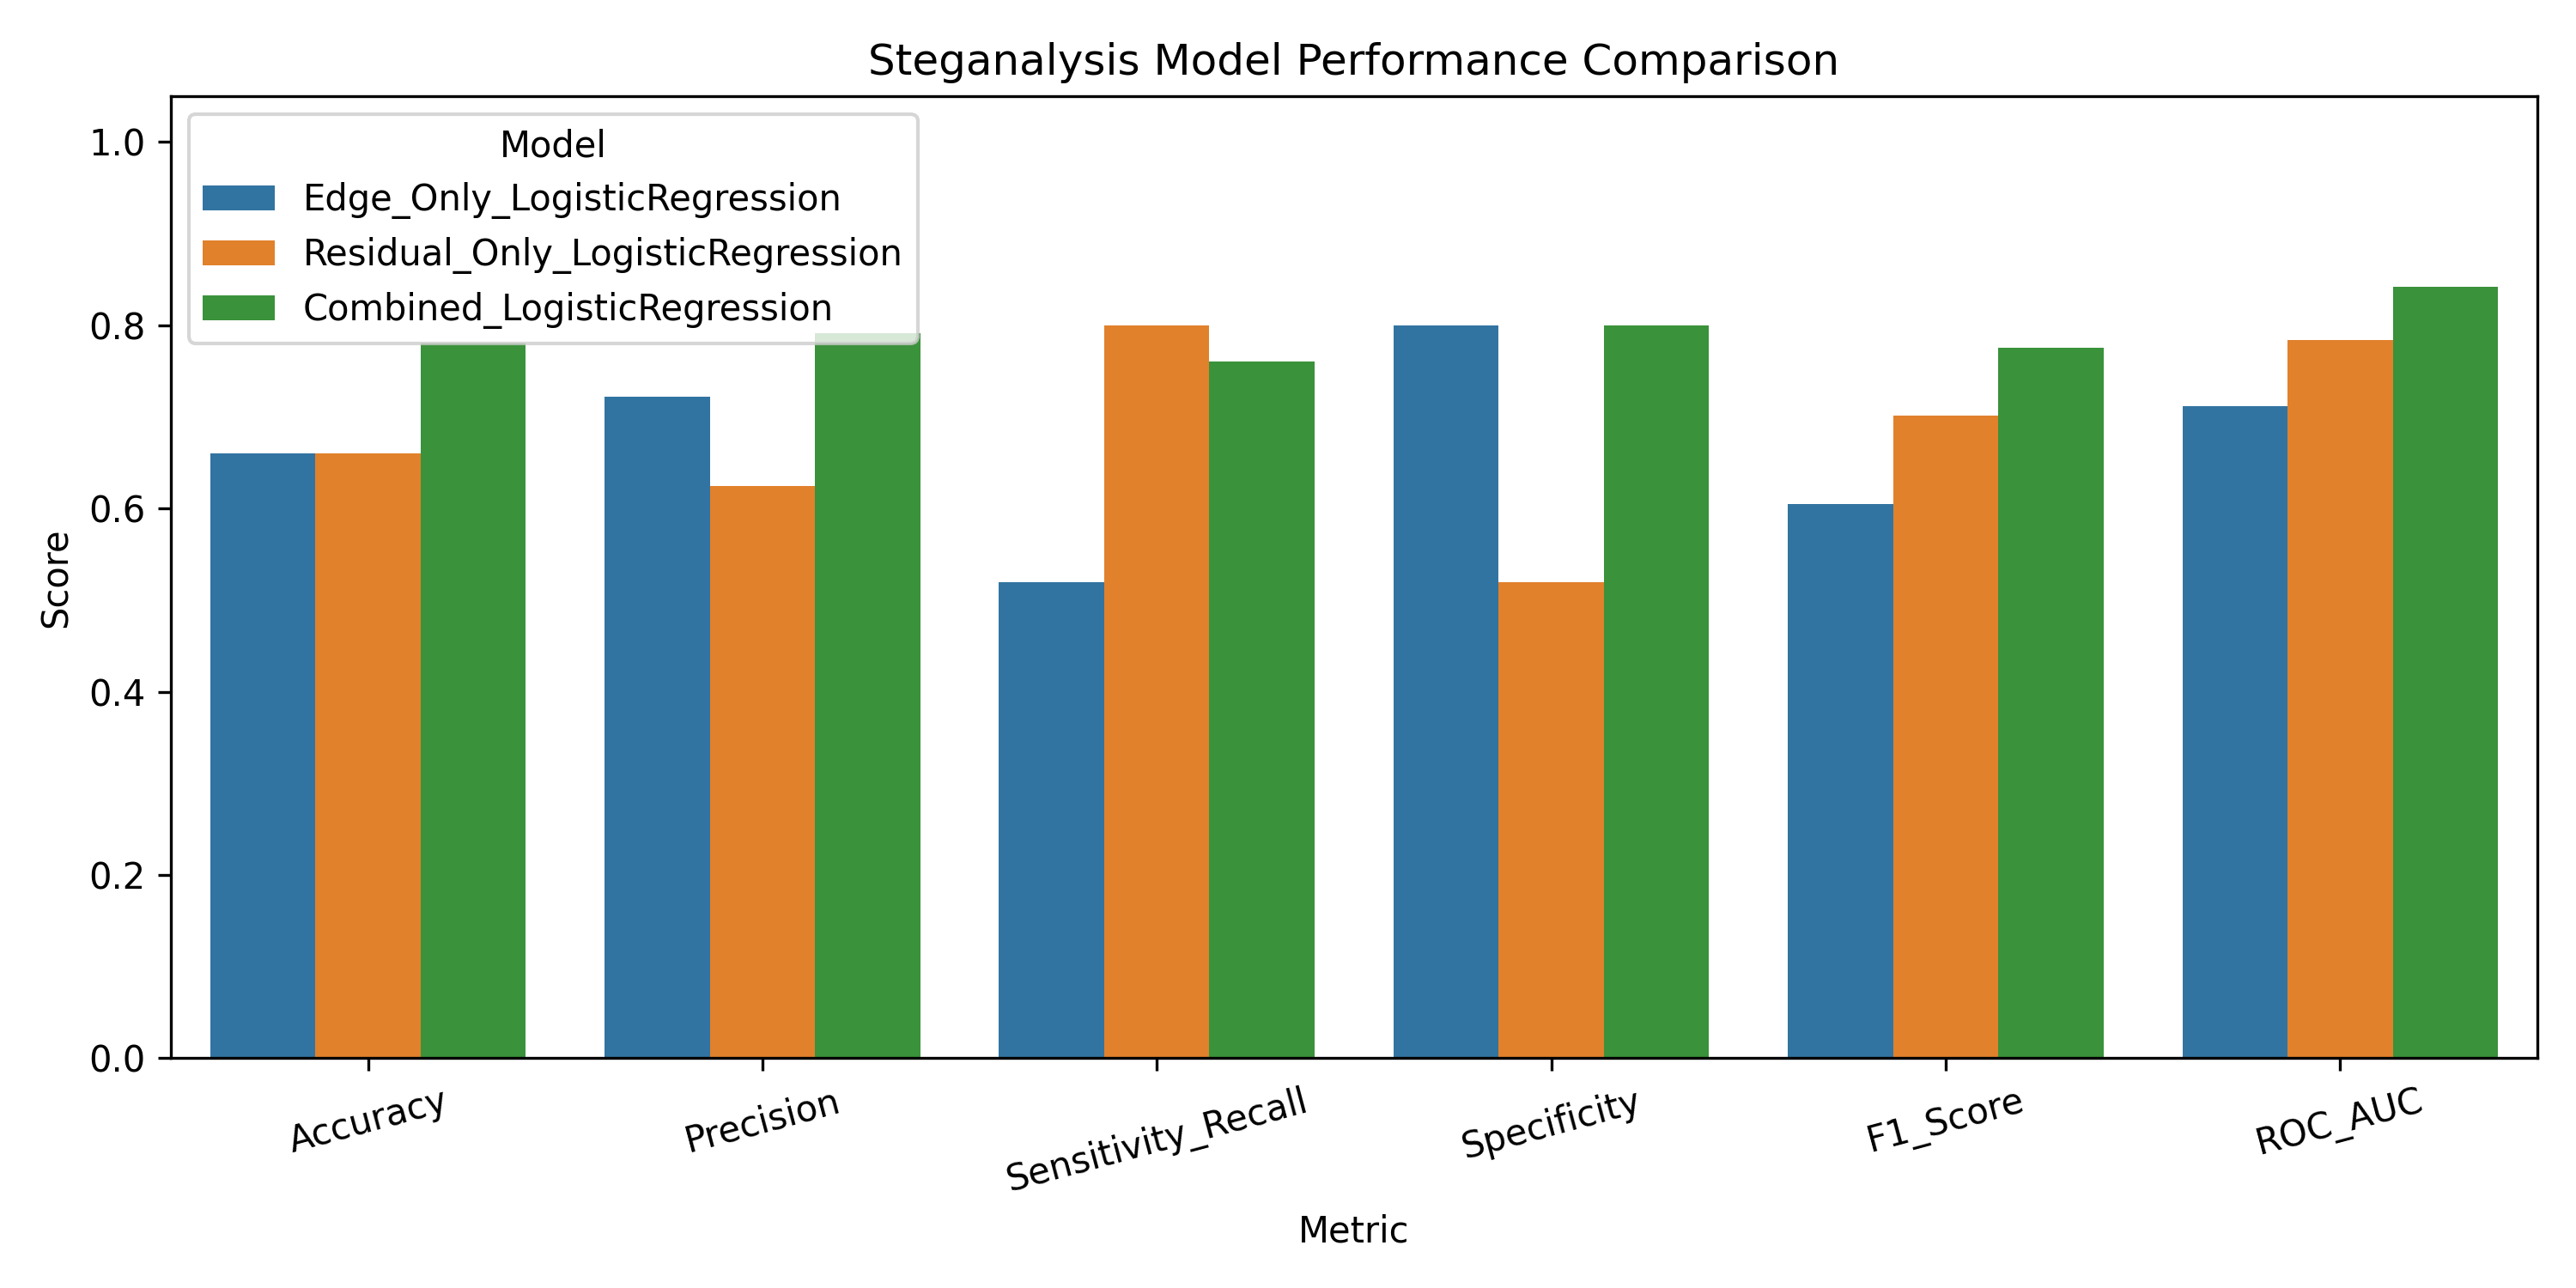 Steganalysis Model Performance Comparison
Model
Edge_Only_LogisticRegression
Residual_Only_LogisticRegression
Combined_LogisticRegression
1.0
0.8
0.6
0.4
0.2
0.0
Score
Accuracy
Precision
Sensitivity_Recall
Specificity
F1_Score
ROC_AUC
Metric